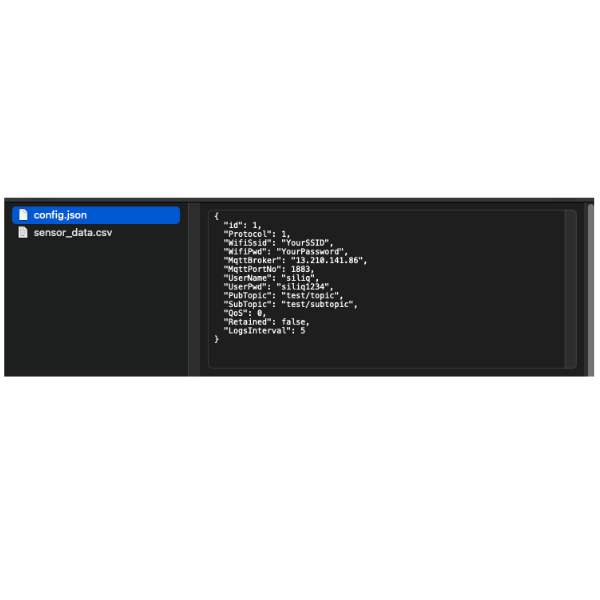 config.json
sensor_data.csv
{
"id": 1,
"Protocol": 1,
"WifiSsid": "YourSSID",
"WifiPwd": "YourPassword",
"MqttBroker": "13.210.141.86",
"MqttPortNo": 1883,
"UserName": "siliq",
"UserPwd": "siliq1234",
"PubTopic": "test/topic",
"SubTopic": "test/subtopic",
"QoS": 0,
"Retained": false,
"LogsInterval": 5
}